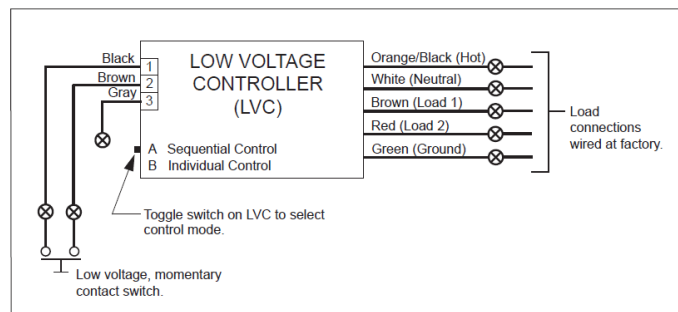 Black
Brown
Gray
1
2
3
LOW VOLTAGE
CONTROLLER
(LVC)
A Sequential Control
B Individual Control
Toggle switch on LVC to select
control mode.
Low voltage, momentary
contact switch.
Orange/Black (Hot)
White (Neutral)
Brown (Load 1)
Red (Load 2)
Green (Ground)
Load
connections
wired at factory.